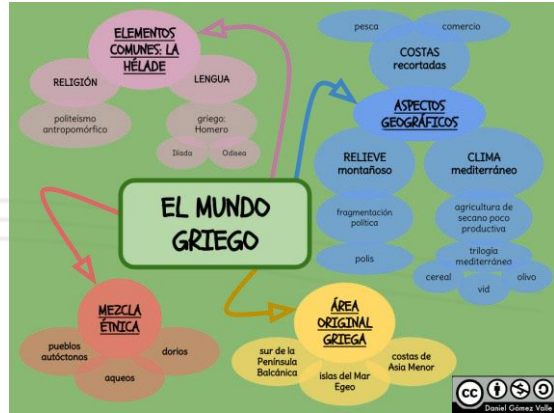 ELEMENTOS
COMUNES: LA
HÉLADE
RELIGIÓN
LENGUA
politeísmo
antropomórfico
griego:
Homero
Ilíada
Odisea
pesca
comercio
COSTAS
recortadas
ASPECTOS
GEOGRÁFICOS
RELIEVE
montañoso
CLIMA
mediterráneo
fragmentación
política
agricultura de
secano poco
productiva
polis
trilogía
mediterránea
cereal
vid
olivo
EL MUNDO
GRIEGO
MEZCLA
ÉTNICA
pueblos
autóctonos
aqueos
dorios
ÁREA
ORIGINAL
GRIEGA
sur de la
Península
Balcánica
islas del Mar
Egeo
costas de
Asia Menor
cc
Daniel Gómez Valle